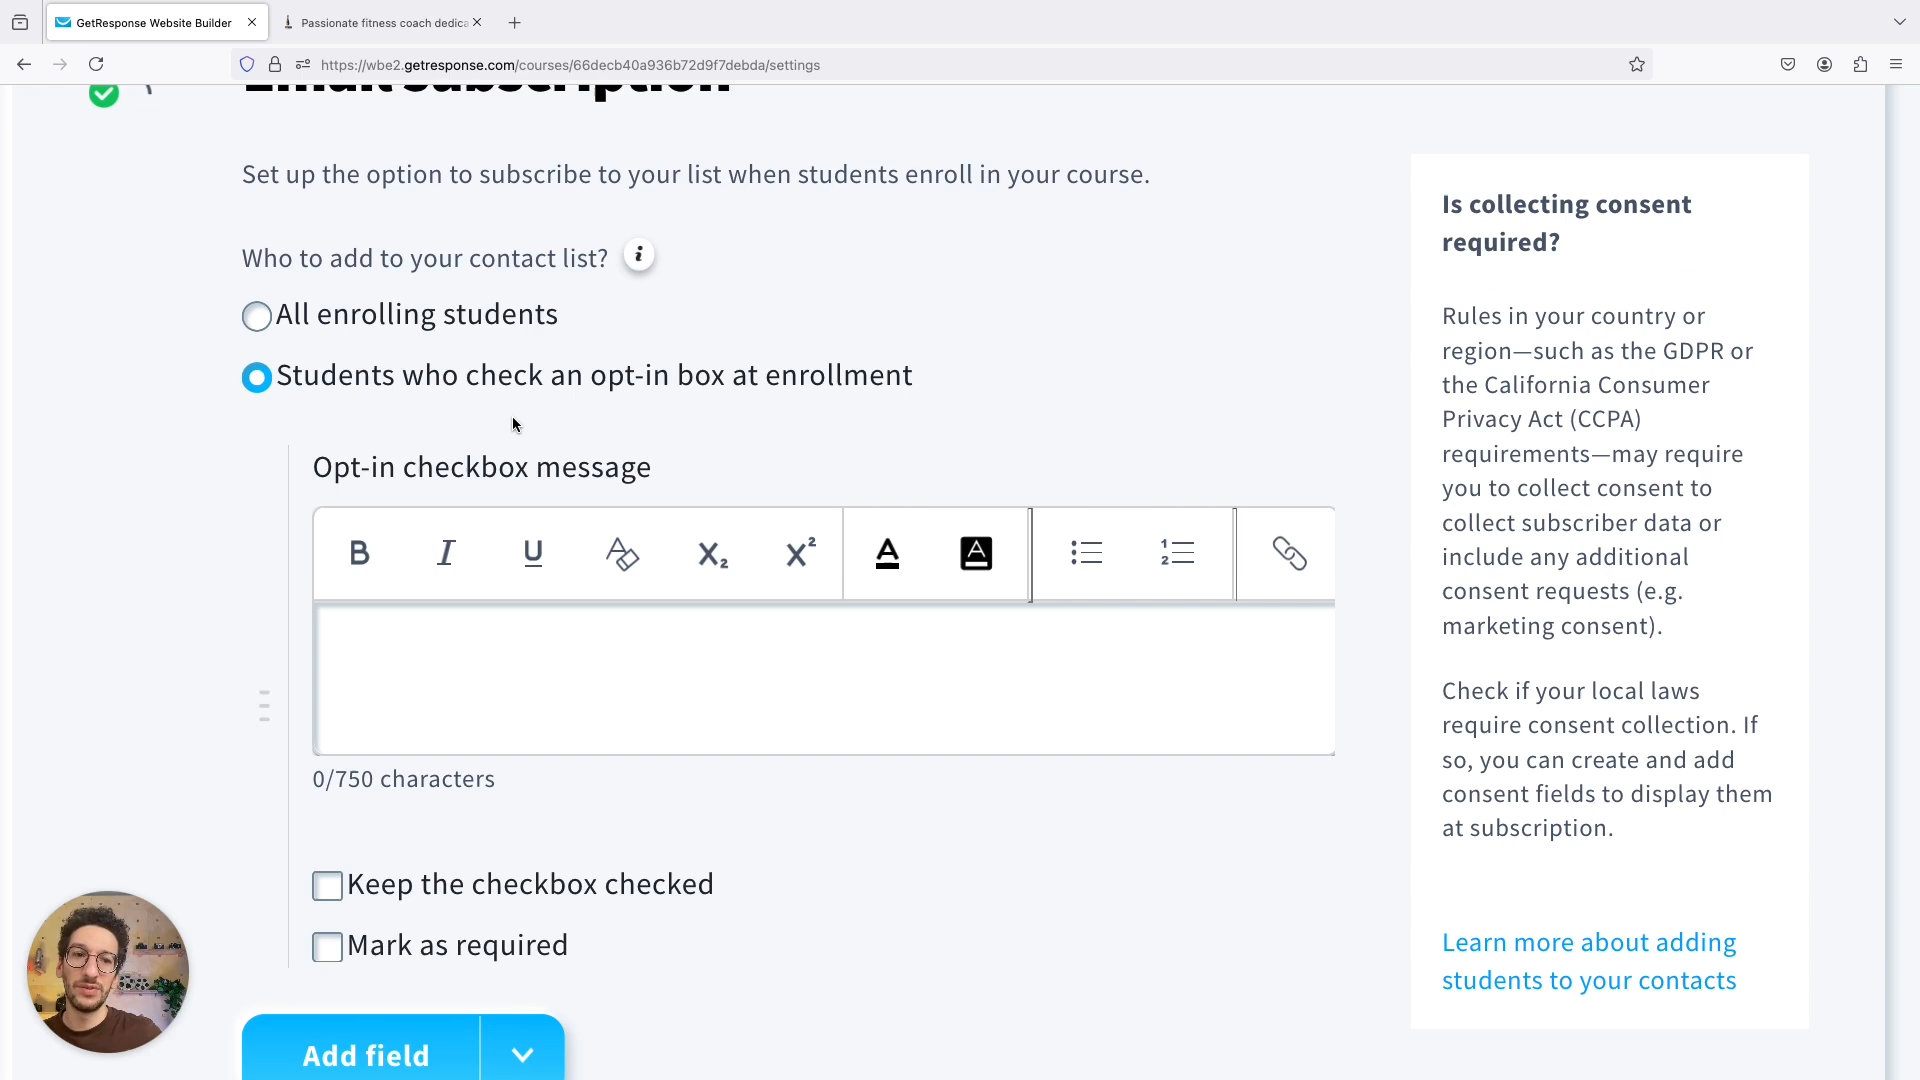 GetResponse Website Builder
Passionate fitness coach dedic
https://wbe2.getresponse.com/courses/66decb40a936b72d9f7debda/settings
Email subscription
Set up the option to subscribe to your list when students enroll in your course.
Who to add to your contact list?
All enrolling students
Students who check an opt-in box at enrollment
Opt-in checkbox message
0/750 characters
Keep the checkbox checked
Mark as required
Add field
Is collecting consent
required?
Rules in your country or
region—such as the GDPR or
the California Consumer
Privacy Act (CCPA)
requirements—may require
you to collect consent to
collect subscriber data or
include any additional
consent requests (e.g.
marketing consent).
Check if your local laws
require consent collection. If
so, you can create and add
consent fields to display them
at subscription.
Learn more about adding
students to your contacts